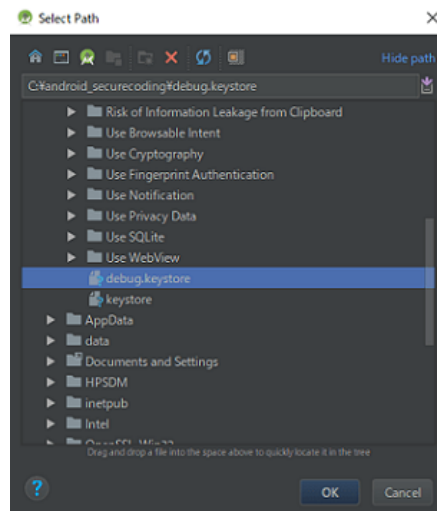 Select Path
Hide path
C:¥android_securecoding¥debug.keystore
Risk of Information Leakage from Clipboard
Use Browsable Intent
Use Cryptography
Use Fingerprint Authentication
Use Notification
Use Privacy Data
Use SQLite
Use WebView
debug.keystore
keystore
AppData
data
Documents and Settings
HPSDM
inetpub
Intel
OpenSSL-Win32
Drag and drop a file into the space above to quickly locate it in the tree
?
OK
Cancel